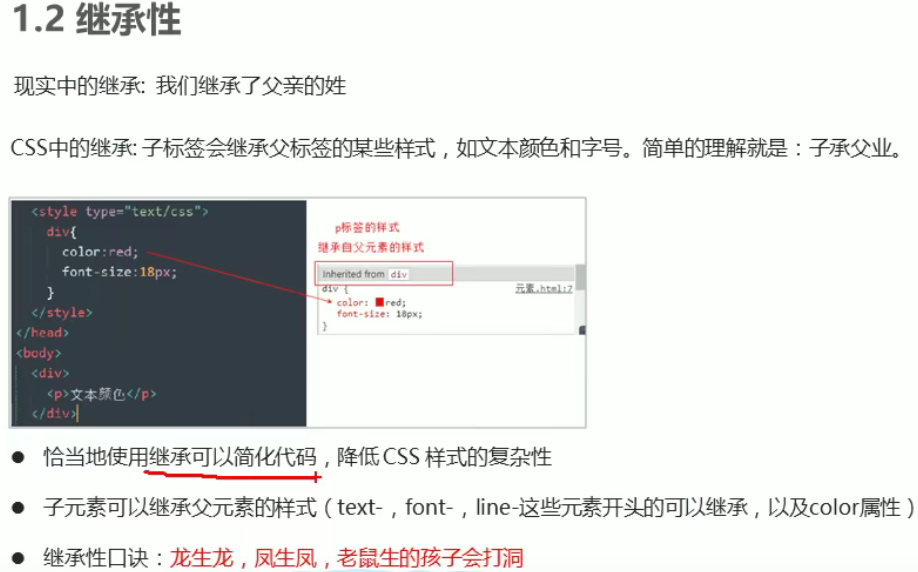 1.2 继承性
现实中的继承: 我们继承了父亲的姓
CSS中的继承: 子标签会继承父标签的某些样式，如文本颜色和字号。简单的理解就是：子承父业。
<style type="text/css">
div{
color:red;
font-size:18px;
}
</style>
</head>
<body>
<div>
<p>文本颜色</p>
</div>
p标签的样式
继承自父元素的样式
Inherited from div
div {
元素.html:7
color: red;
font-size: 18px;
}
● 恰当地使用继承可以简化代码，降低 CSS 样式的复杂性
● 子元素可以继承父元素的样式（text-，font-，line-这些元素开头的可以继承，以及color属性）
● 继承性口诀：龙生龙，凤生凤，老鼠生的孩子会打洞